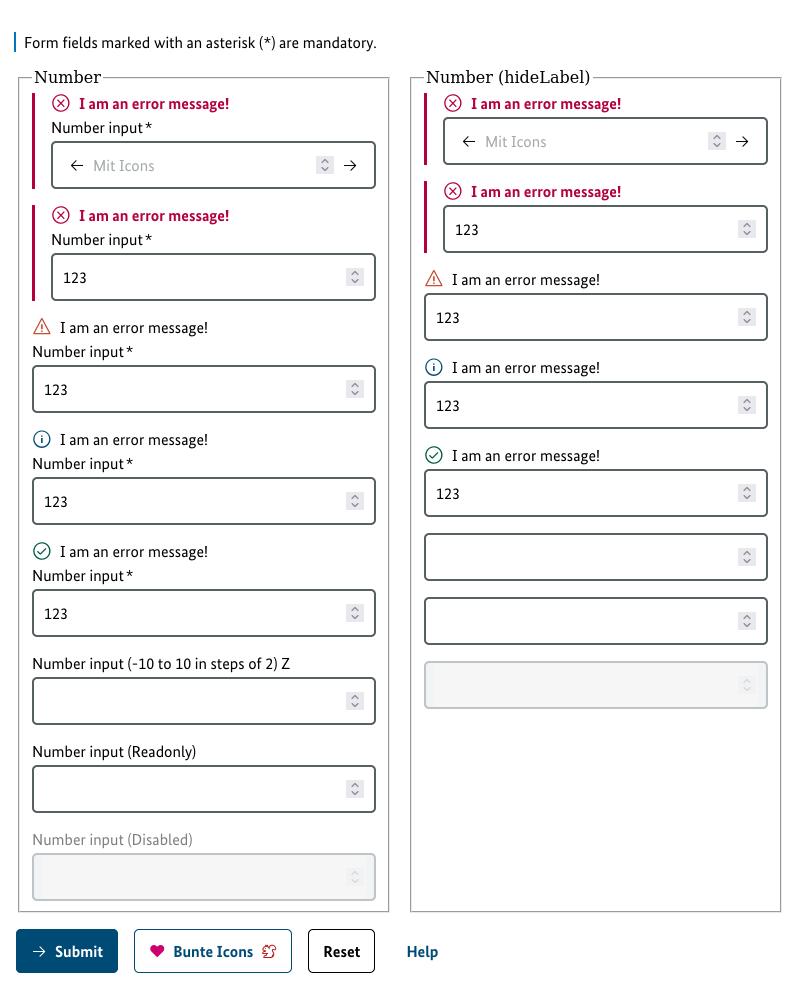 Form fields marked with an asterisk (*) are mandatory.
Number
I am an error message!
Number input *
Mit Icons
I am an error message!
Number input *
123
I am an error message!
Number input *
123
I am an error message!
Number input *
123
I am an error message!
Number input *
123
Number input (-10 to 10 in steps of 2) Z
Number input (Readonly)
Number input (Disabled)
Number (hideLabel)
I am an error message!
Mit Icons
I am an error message!
123
I am an error message!
123
I am an error message!
123
I am an error message!
123
Submit
Bunte Icons
Reset
Help